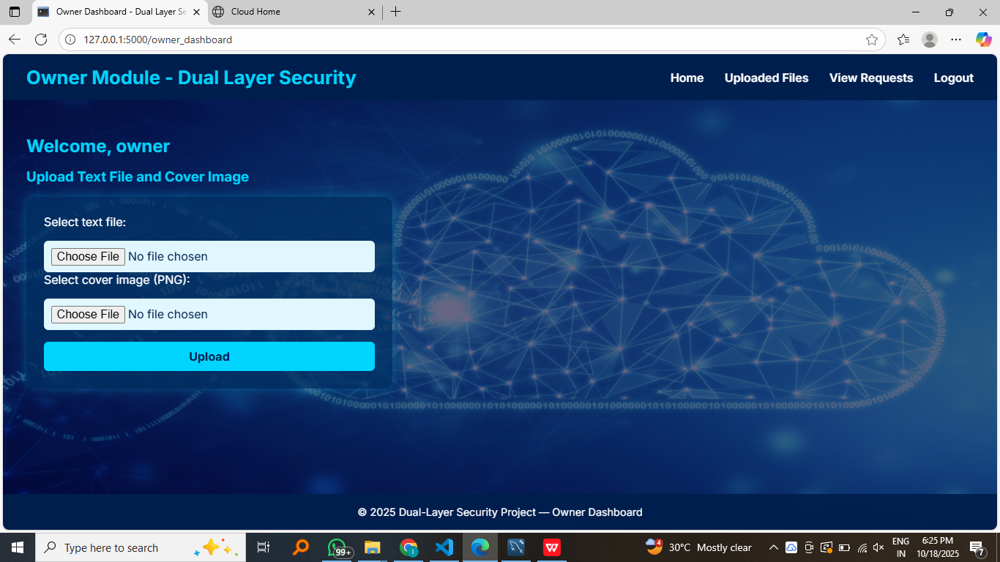 Owner Dashboard - Dual Layer Se
Cloud Home
127.0.0.1:5000/owner_dashboard
Owner Module - Dual Layer Security
Home
Uploaded Files
View Requests
Logout
Welcome, owner
Upload Text File and Cover Image
Select text file:
Choose File No file chosen
Select cover image (PNG):
Choose File No file chosen
Upload
© 2025 Dual-Layer Security Project — Owner Dashboard
Type here to search
99+
4
30°C Mostly clear
ENG
IN
6:25 PM
10/18/2025
7